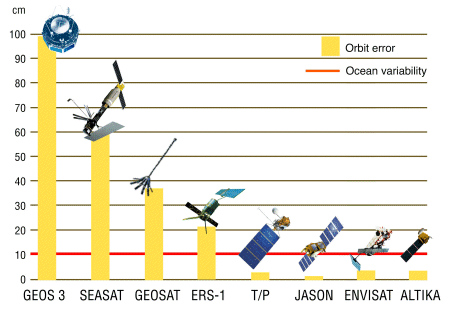 cm
100
90
80
70
60
50
40
30
20
10
0
Orbit error
Ocean variability
GEOS 3 SEASAT GEOSAT ERS-1 T/P JASON ENVISAT ALTIKA